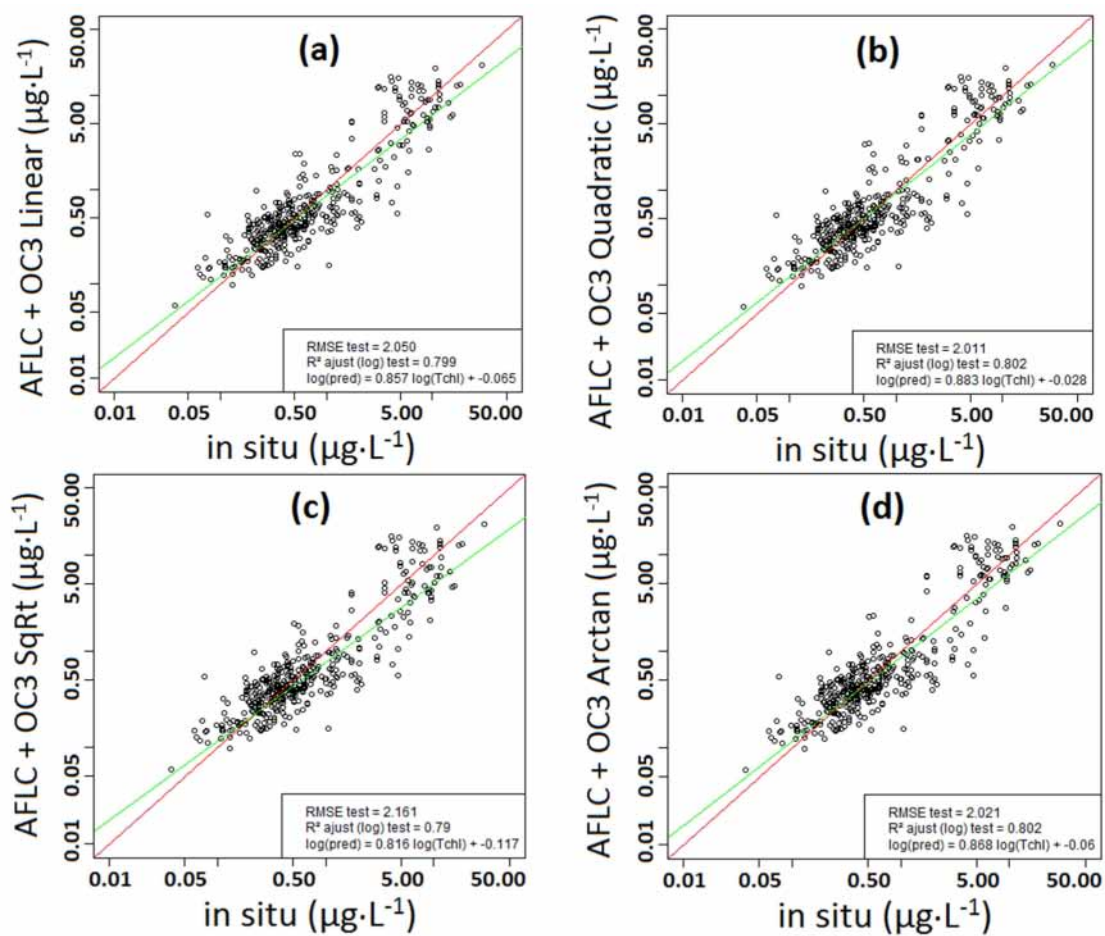 (a)
AFLC + OC3 Linear (µg·L⁻¹)
50.00
5.00
0.50
0.05
0.01
RMSE test = 2.050
R² ajust (log) test = 0.799
log(pred) = 0.857 log(Tchl) + -0.065
0.01 0.05 0.50 5.00 50.00
in situ (µg·L⁻¹)
(b)
AFLC + OC3 Quadratic (µg·L⁻¹)
50.00
5.00
0.50
0.05
0.01
RMSE test = 2.011
R² ajust (log) test = 0.802
log(pred) = 0.883 log(Tchl) + -0.028
0.01 0.05 0.50 5.00 50.00
in situ (µg·L⁻¹)
(c)
AFLC + OC3 SqRt (µg·L⁻¹)
50.00
5.00
0.50
0.05
0.01
RMSE test = 2.161
R² ajust (log) test = 0.79
log(pred) = 0.816 log(Tchl) + -0.117
0.01 0.05 0.50 5.00 50.00
in situ (µg·L⁻¹)
(d)
AFLC + OC3 Arctan (µg·L⁻¹)
50.00
5.00
0.50
0.05
0.01
RMSE test = 2.021
R² ajust (log) test = 0.802
log(pred) = 0.868 log(Tchl) + -0.06
0.01 0.05 0.50 5.00 50.00
in situ (µg·L⁻¹)